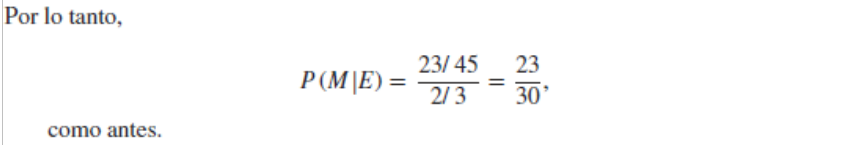 Por lo tanto,
P(M|E) = 23/45 / 2/3 = 23/30,
como antes.